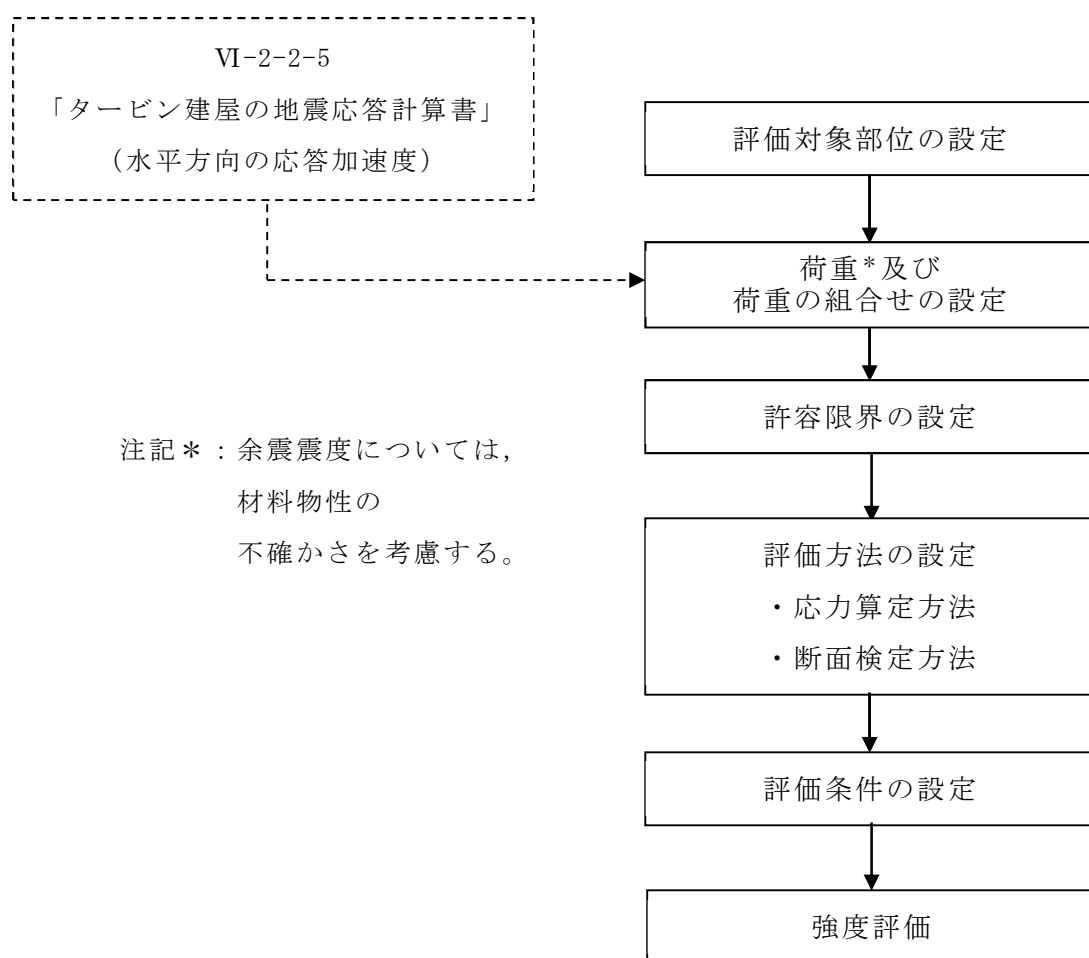 Ⅵ-2-2-5
「タービン建屋の地震応答計算書」
(水平方向の応答加速度)
評価対象部位の設定
荷重*及び
荷重の組合せの設定
許容限界の設定
注記*:余震震度については,
材料物性の
不確かさを考慮する。
評価方法の設定
・応力算定方法
・断面検定方法
評価条件の設定
強度評価